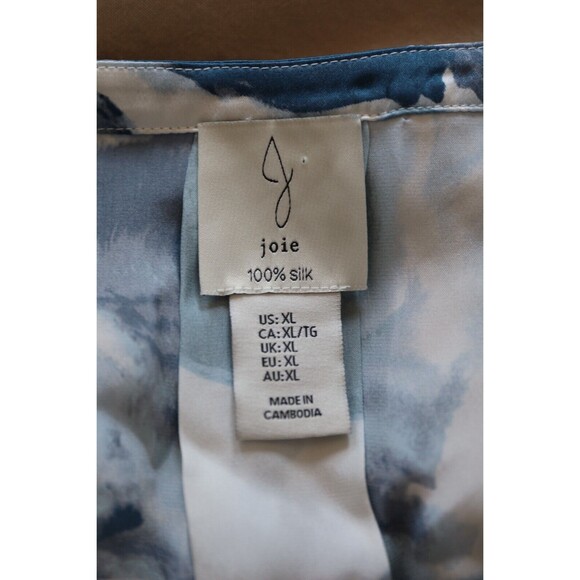 J
joie
100% silk
US: XL
CA: XL/TG
UK: XL
EU: XL
AU: XL
MADE IN
CAMBODIA